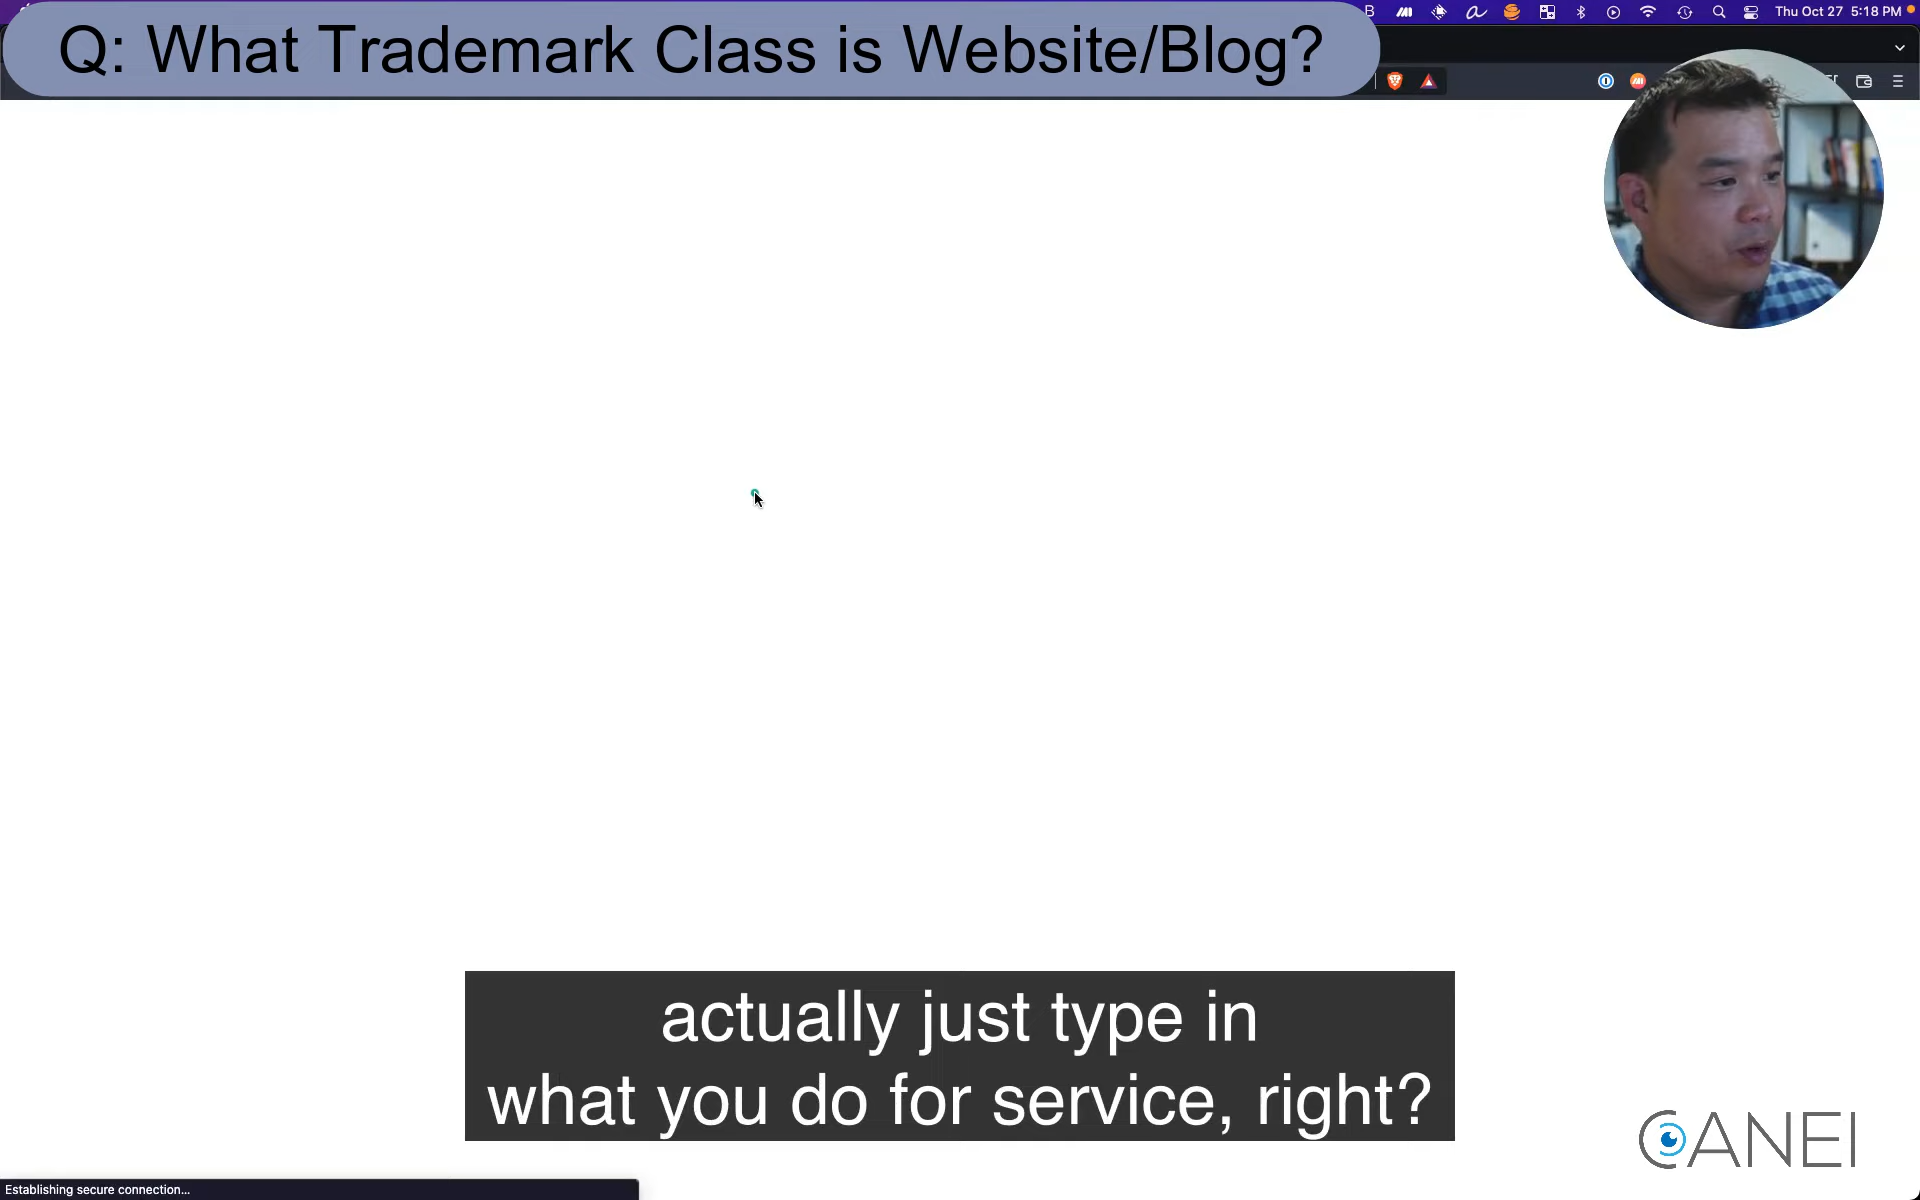 Q: What Trademark Class is Website/Blog?
Thu Oct 27 5:18 PM
actually just type in
what you do for service, right?
CANEI
Establishing secure connection...